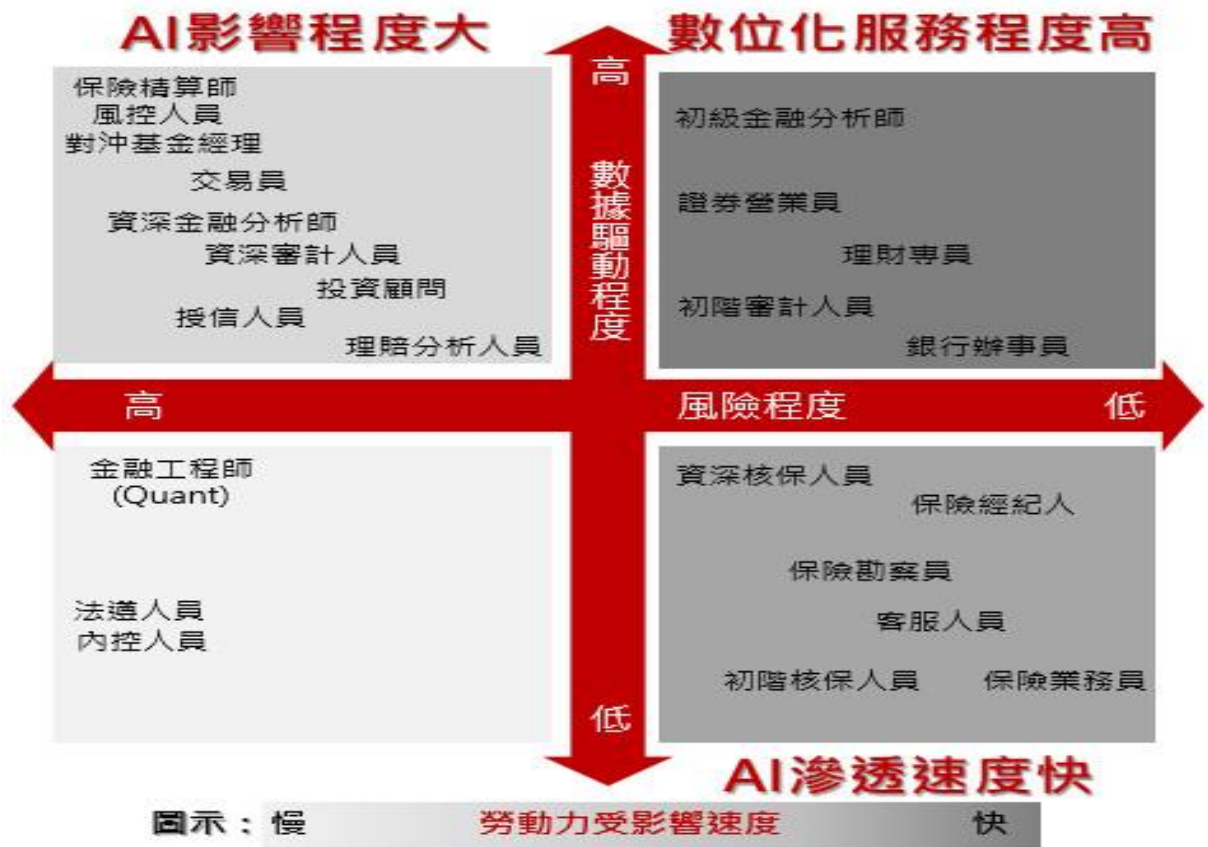 AI影響程度大
數位化服務程度高
保險精算師
風控人員
對沖基金經理
交易員
資深金融分析師
資深審計人員
投資顧問
授信人員
理賠分析人員
高
數據驅動程度
初級金融分析師
證券營業員
理財專員
初階審計人員
銀行辦事員
高
風險程度
低
金融工程師
(Quant)
法遵人員
內控人員
低
資深核保人員
保險經紀人
保險勘察員
客服人員
初階核保人員
保險業務員
AI滲透速度快
圖示：慢
勞動力受影響速度
快